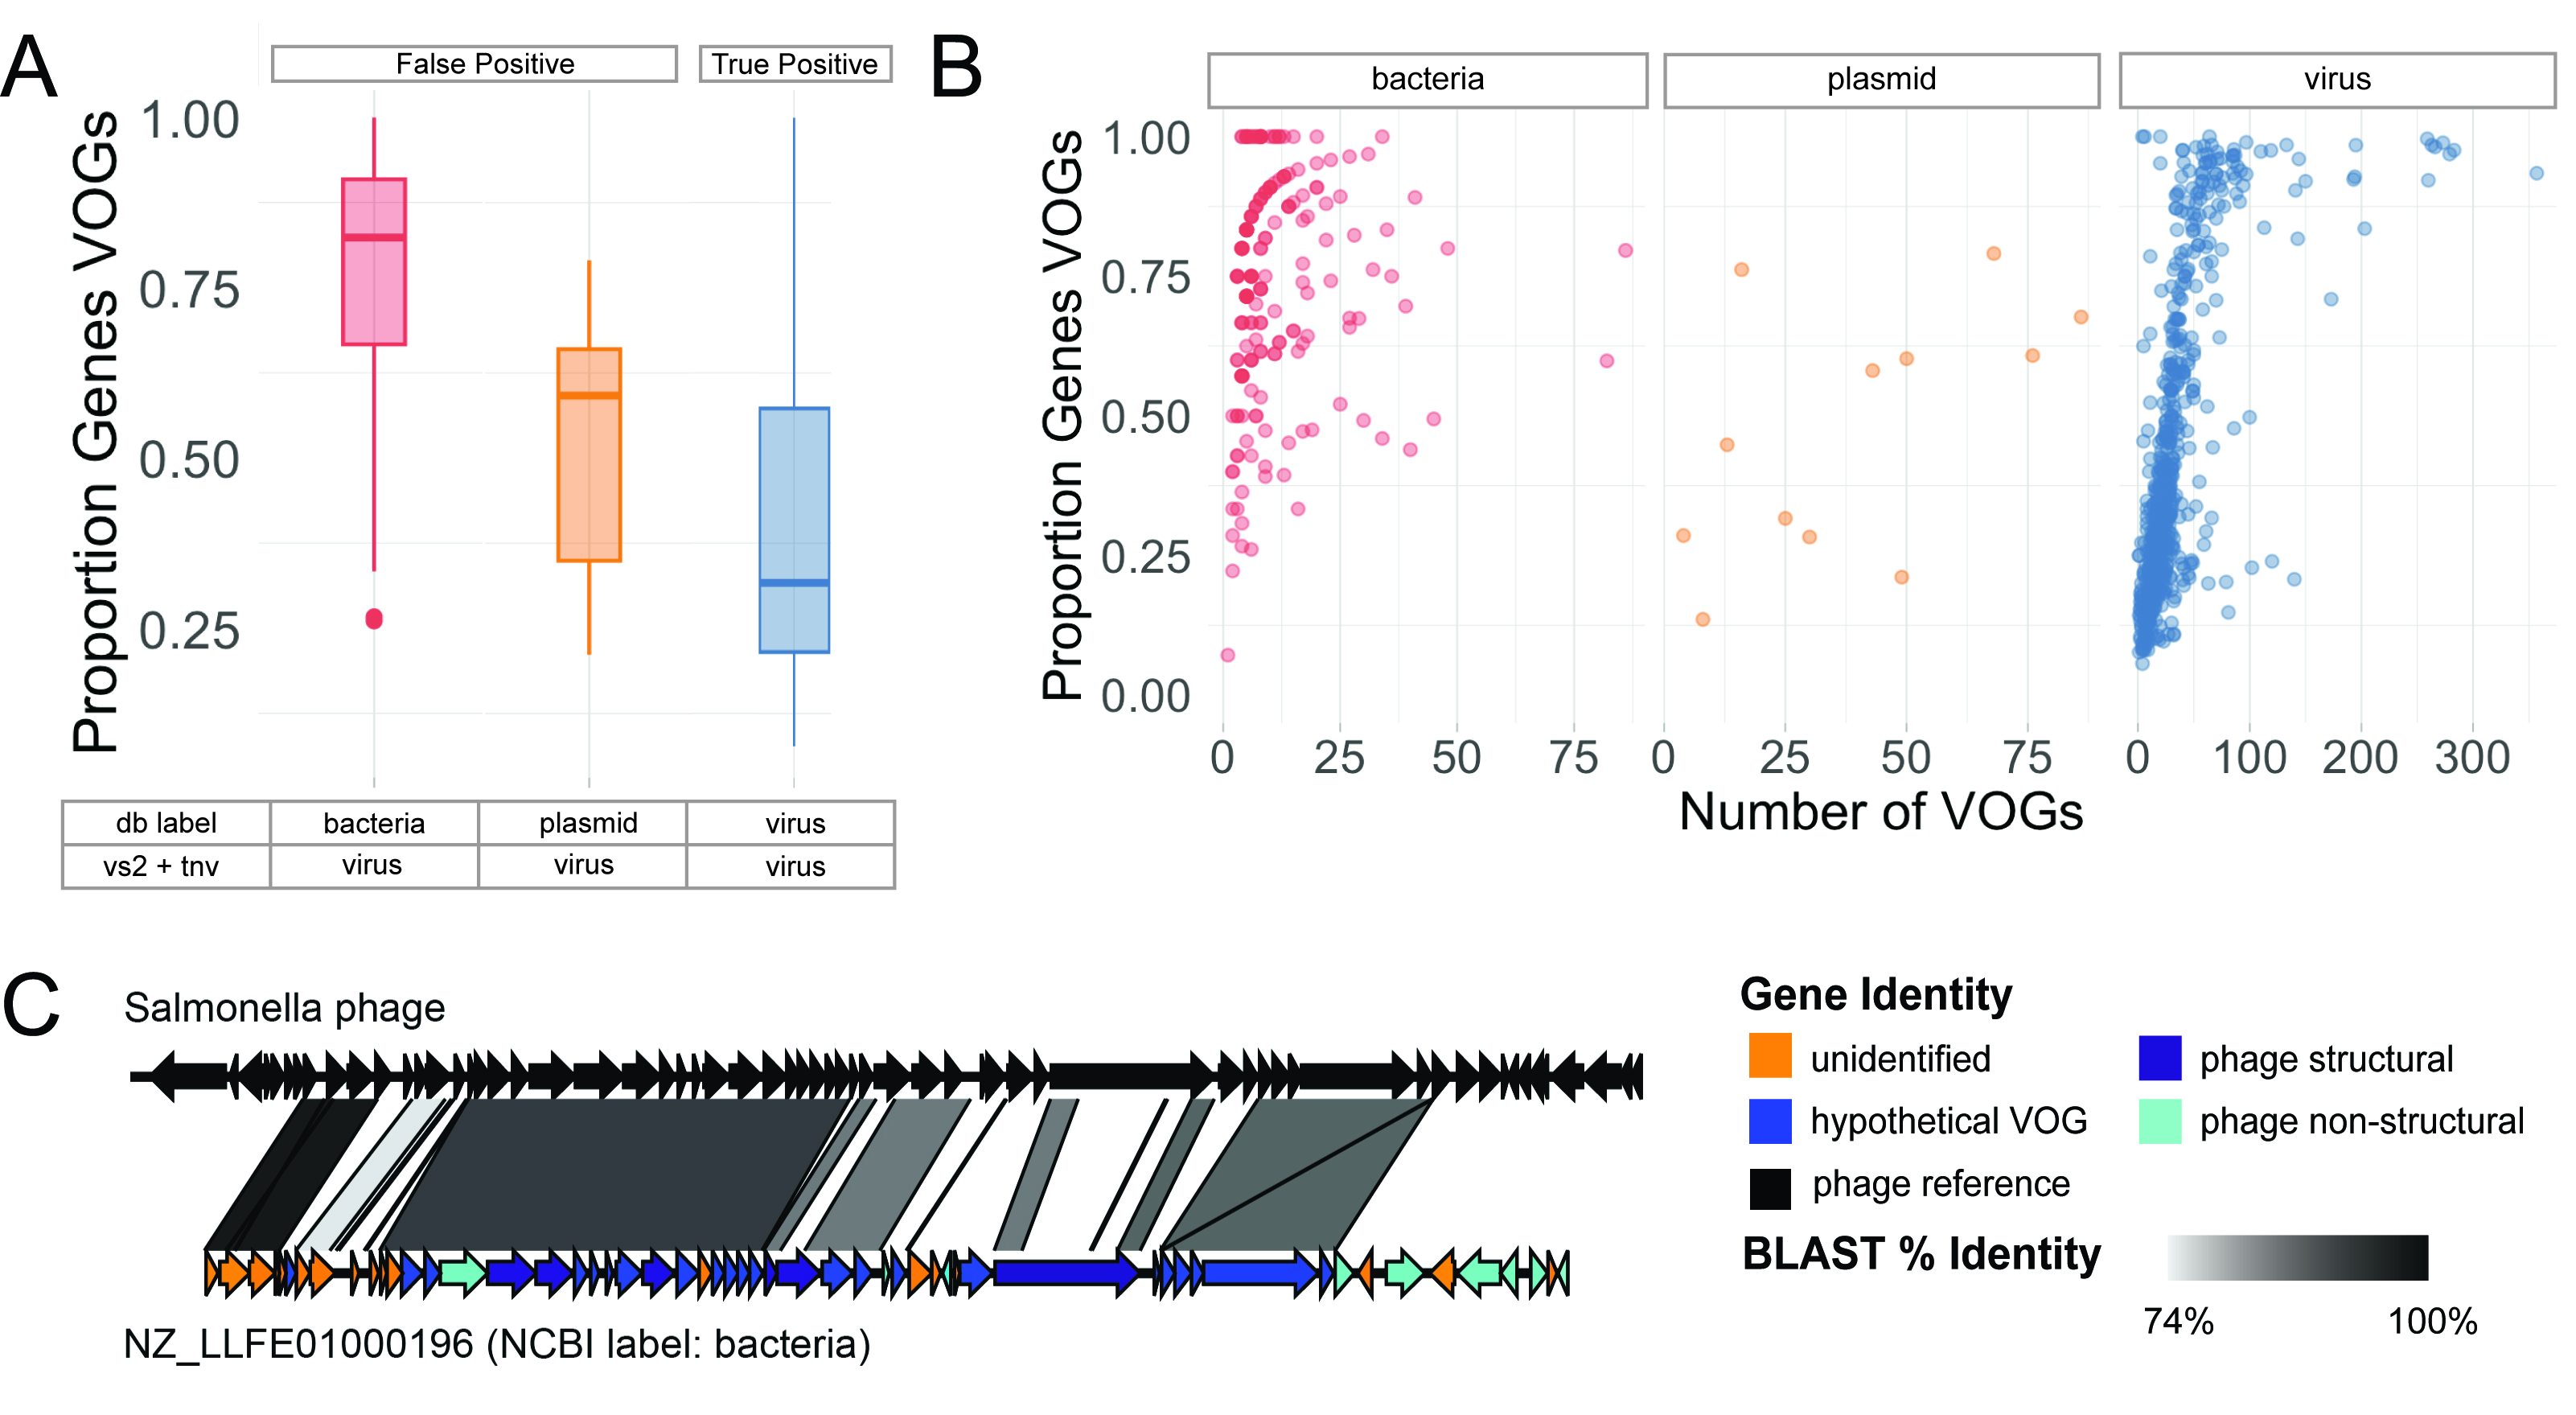 A
False Positive
True Positive
Proportion Genes VOGs
1.00
0.75
0.50
0.25
db label
bacteria
plasmid
virus
vs2 + tnv
virus
virus
virus
B
bacteria
plasmid
virus
Proportion Genes VOGs
1.00
0.75
0.50
0.25
0.00
0 25 50 75
0 25 50 75
0 100 200 300
Number of VOGs
C
Salmonella phage
NZ_LLFE01000196 (NCBI label: bacteria)
Gene Identity
unidentified
phage structural
hypothetical VOG
phage non-structural
phage reference
BLAST % Identity
74%
100%